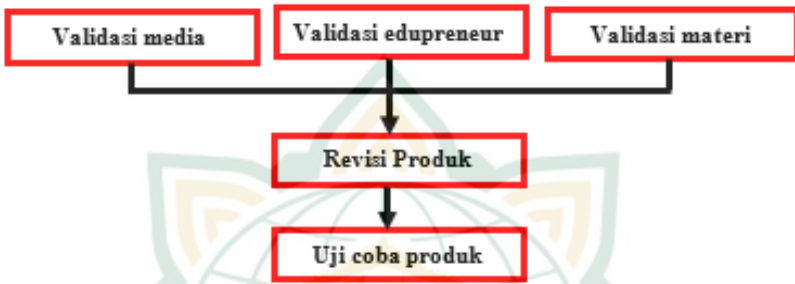 Validasi media
Validasi edupreneur
Validasi materi
Revisi Produk
Uji coba produk